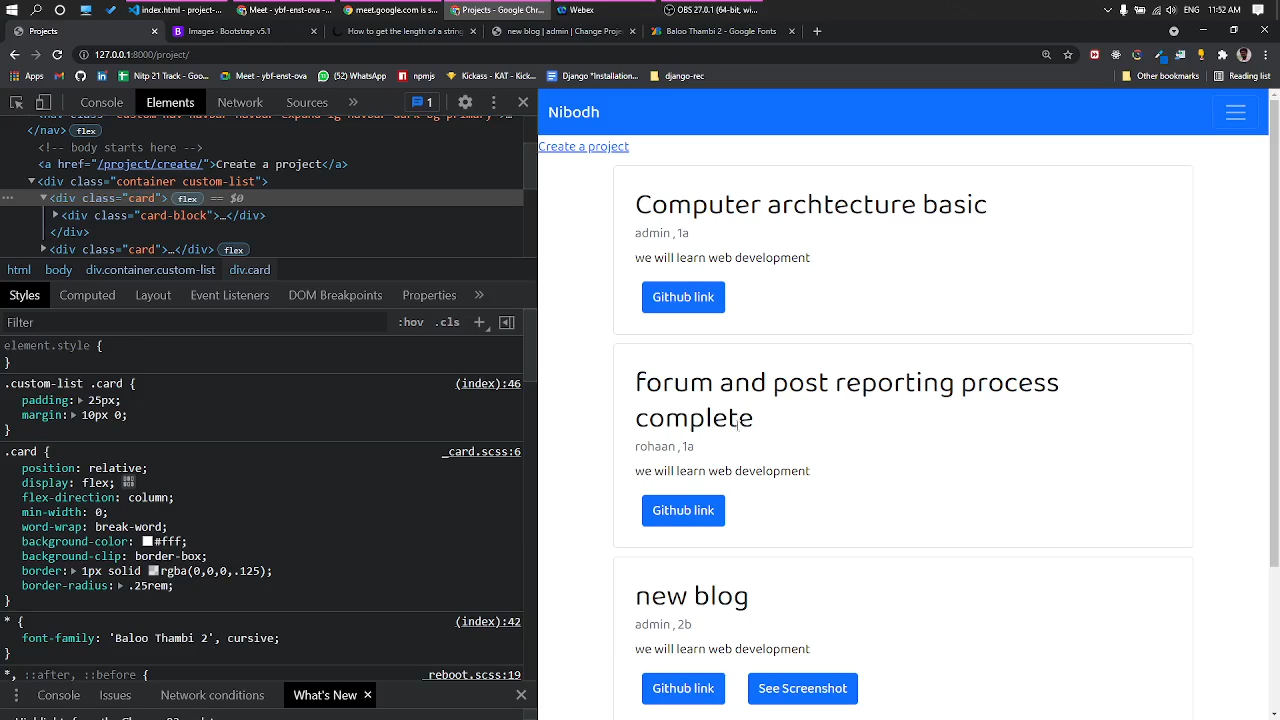 index.html - ...
Meet - ybf-enst-ova ...
meet.google.com is s...
Projects - Google Chr...
Webex
OBS 27.0.1 (64-bit, wi...
ENG
11:50 AM
Projects
Images · Bootstrap v5.1
How to get the length of a string
new blog | admin | Change Proje
Baloo Thambi 2 - Google Fonts
127.0.0.1:8000/project/
Apps
Nitp 21 Track - Goo...
Meet - ybf-enst-ova
(52) WhatsApp
npmjs
Kickass - KAT - Kick...
Django *Installation...
django-rec
Other bookmarks
Reading list
Console
Elements
Network
Sources
1
</nav> flex
<!-- body starts here -->
<a href="/project/create/">Create a project</a>
<div class="container custom-list">
<div class="card"> flex == $0
<div class="card-block">…</div>
</div>
<div class="card">…</div> flex
html body div.container.custom-list div.card
Styles Computed Layout Event Listeners DOM Breakpoints Properties
Filter :hov .cls
element.style {
}
.custom-list .card { (index):46
padding: 25px;
margin: 10px 0;
}
.card { _card.scss:6
position: relative;
display: flex;
flex-direction: column;
min-width: 0;
word-wrap: break-word;
background-color: #fff;
background-clip: border-box;
border: 1px solid rgba(0,0,0,.125);
border-radius: .25rem;
}
* { (index):42
font-family: 'Baloo Thambi 2', cursive;
}
*, ::after, ::before { _reboot.scss:19
Console Issues Network conditions What's New
Nibodh
Create a project
Computer archtecture basic
admin , 1a
we will learn web development
Github link
forum and post reporting process
complete
rohaan , 1a
we will learn web development
Github link
new blog
admin , 2b
we will learn web development
Github link See Screenshot